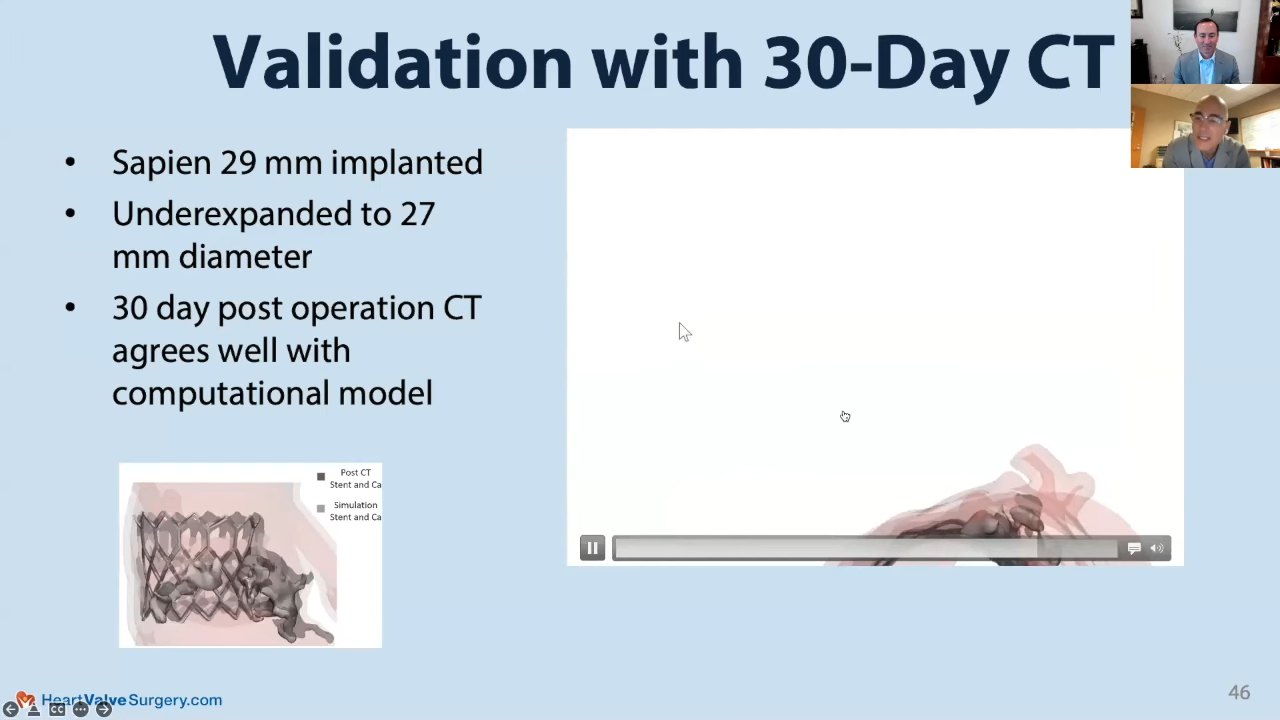 Validation with 30-Day CT
• Sapien 29 mm implanted
• Underexpanded to 27
mm diameter
• 30 day post operation CT
agrees well with
computational model
Post CT
Stent and Ca
Simulation
Stent and Ca
HeartValveSurgery.com
CC
46